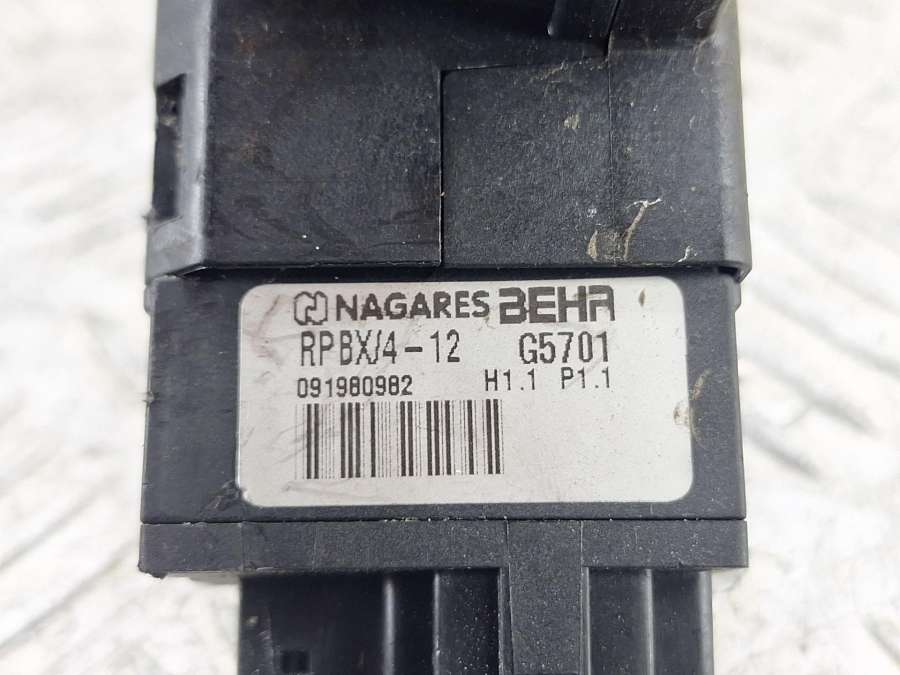 NAGARES BEHR
RPBX/4-12 G5701
091980982 H1.1 P1.1